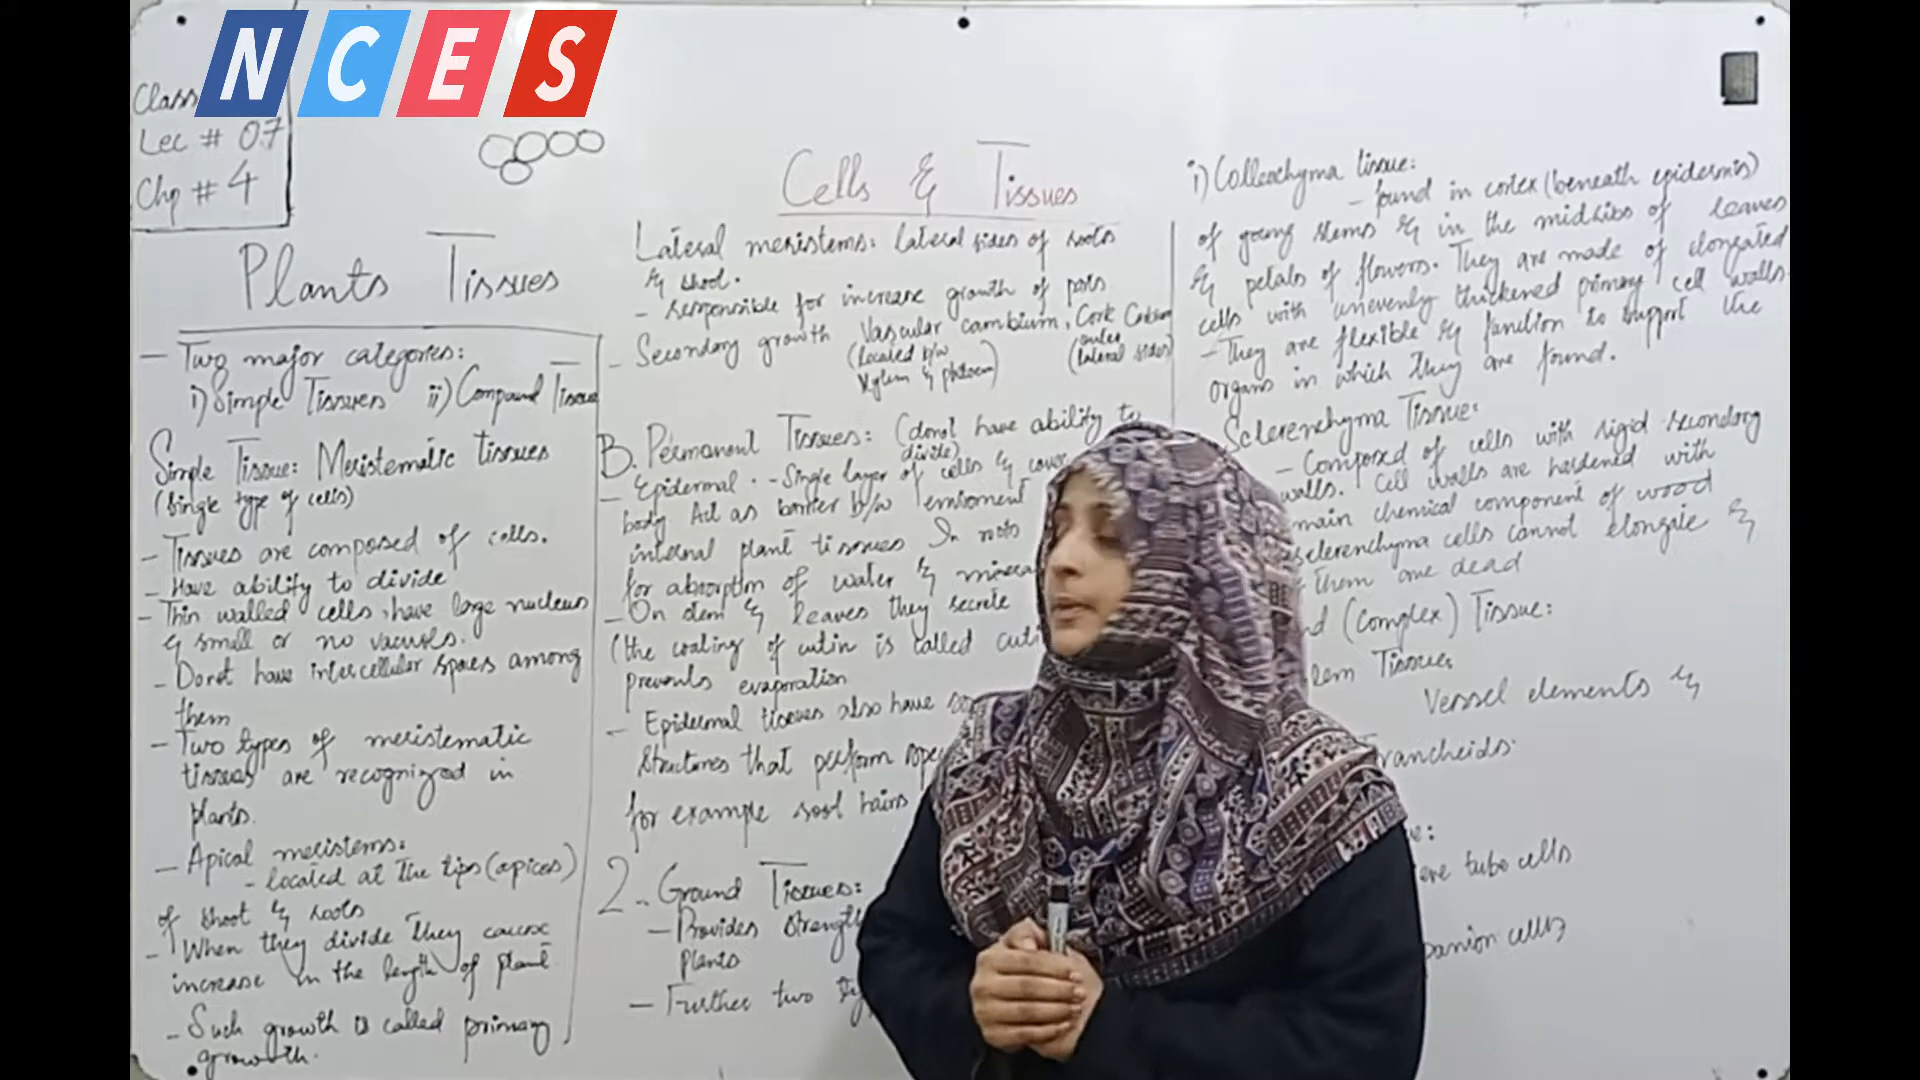 NCES
Class
Lec # 07
Chp # 4
Cells & Tissues
Plants Tissues
– Two major categories:
i) Simple Tissues ii) Compound Tissue
Simple Tissue: Meristematic tissues
(Single type of cells)
– Tissues are composed of cells.
– Have ability to divide
– Thin walled cells, have large nucleus
& small or no
– Donot have intercellular spaces among
them
– Two types of meristematic
tissues are recognized in
plants.
– Apical meristems:
– located at the tips (apices)
of shoot & roots
– When they divide they cause
increase in the length of plant
– Such growth is called primary
growth.
Lateral meristems: lateral sides of roots
& shoot.
– responsible for increase growth of
– Secondary growth Vascular cambium, Cork
(located b/w
xylem & phloem)
(lateral sides)
B. Permanent Tissues: (donot have ability to
divide)
– Epidermal. – Single layer of cells &
body Act as barrier b/w
internal plant tissues In roots
for absorption of water &
– On stem & leaves they secrete
(the coating of cutin is called
prevents evaporation
– Epidermal tissues also have
structures that perform
for example root hairs
2 – Ground Tissues:
– Provides
plants
– Further two
i) Collenchyma tissue:
– found in cortex (beneath epidermis)
of young stems & in the midribs of leaves
& petals of flowers. They are made of elongated
cells with unevenly thickened primary cell walls.
– They are flexible & function to support the
organs in which they are found.
Sclerenchyma Tissue:
– Composed of cells with rigid secondary
walls. Cell walls are hardened with
main chemical component of wood
sclerenchyma cells cannot elongate &
them are dead
(Complex) Tissue:
Tissue:
Vessel elements &
tube cells
cells